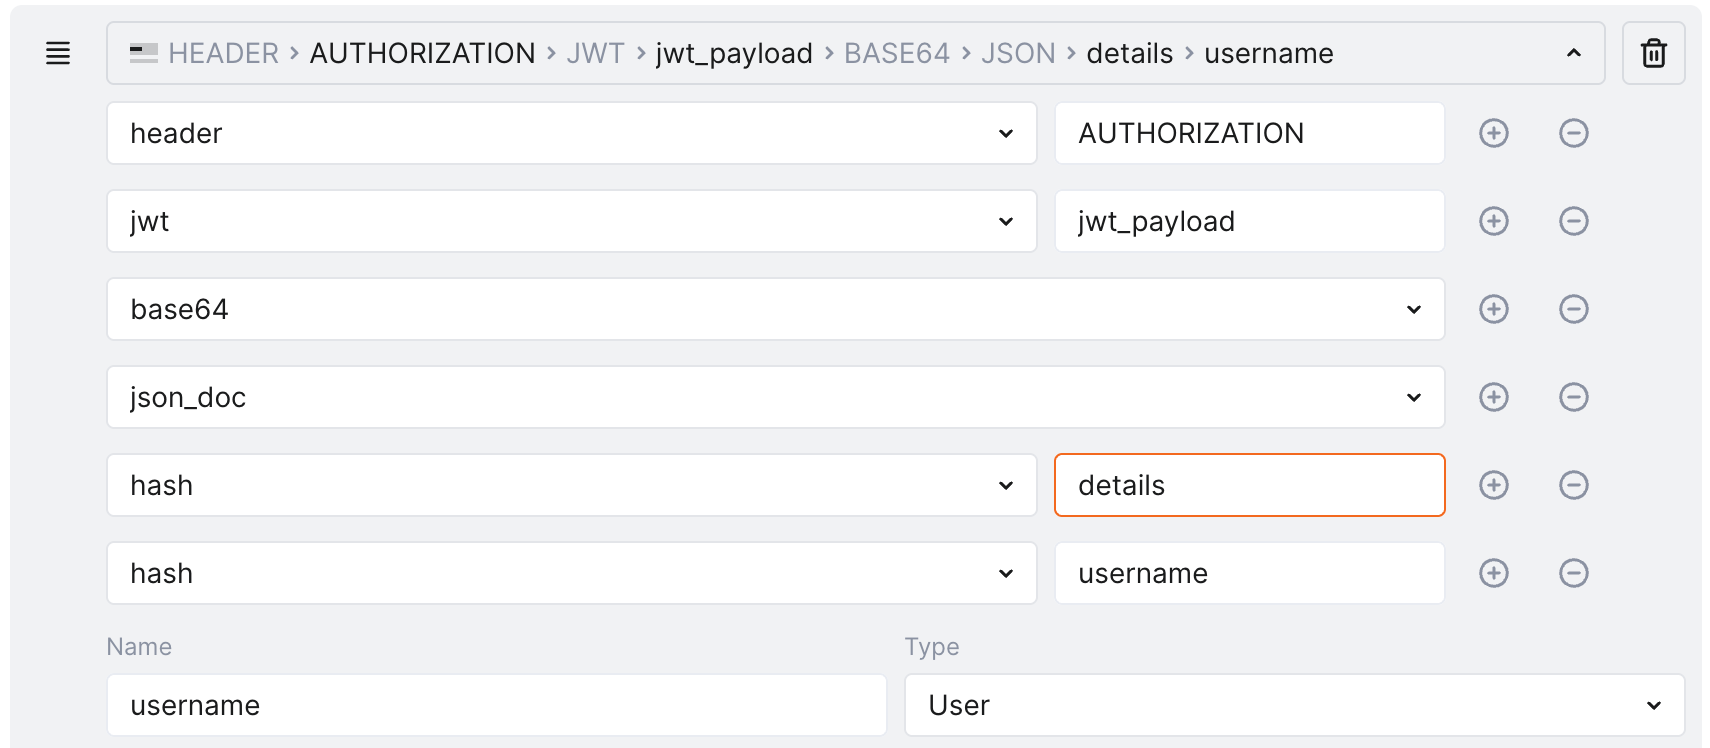 HEADER > AUTHORIZATION > JWT > jwt_payload > BASE64 > JSON > details > username
header AUTHORIZATION
jwt jwt_payload
base64
json_doc
hash details
hash username
Name Type
username User